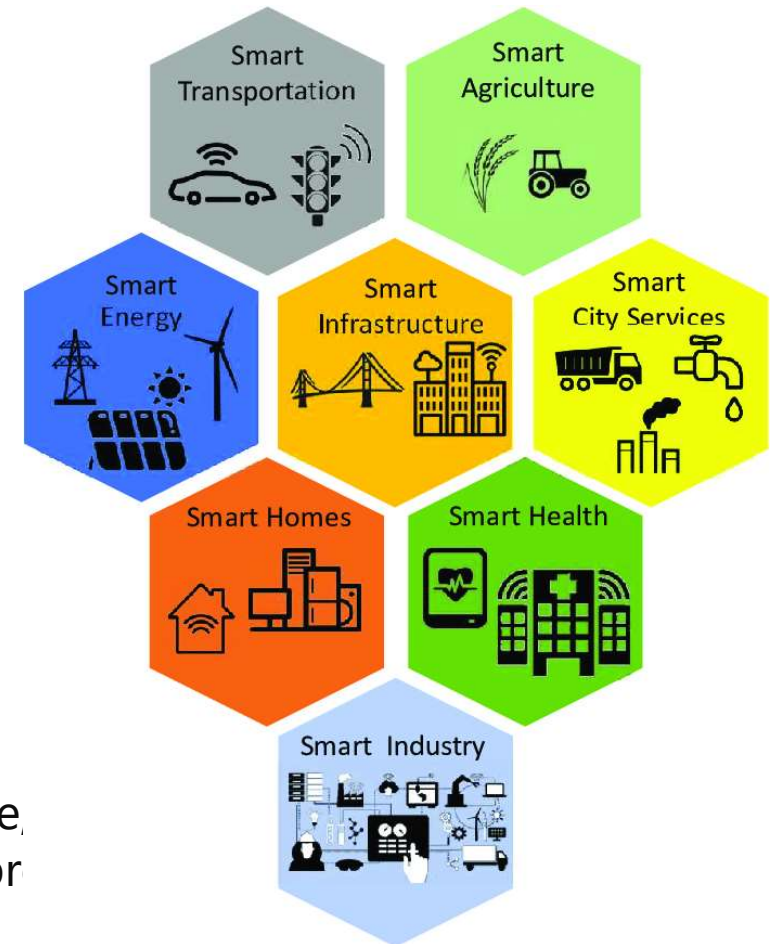 Smart
Transportation
Smart
Agriculture
Smart
Energy
Smart
Infrastructure
Smart
City Services
Smart Homes
Smart Health
Smart Industry
e,